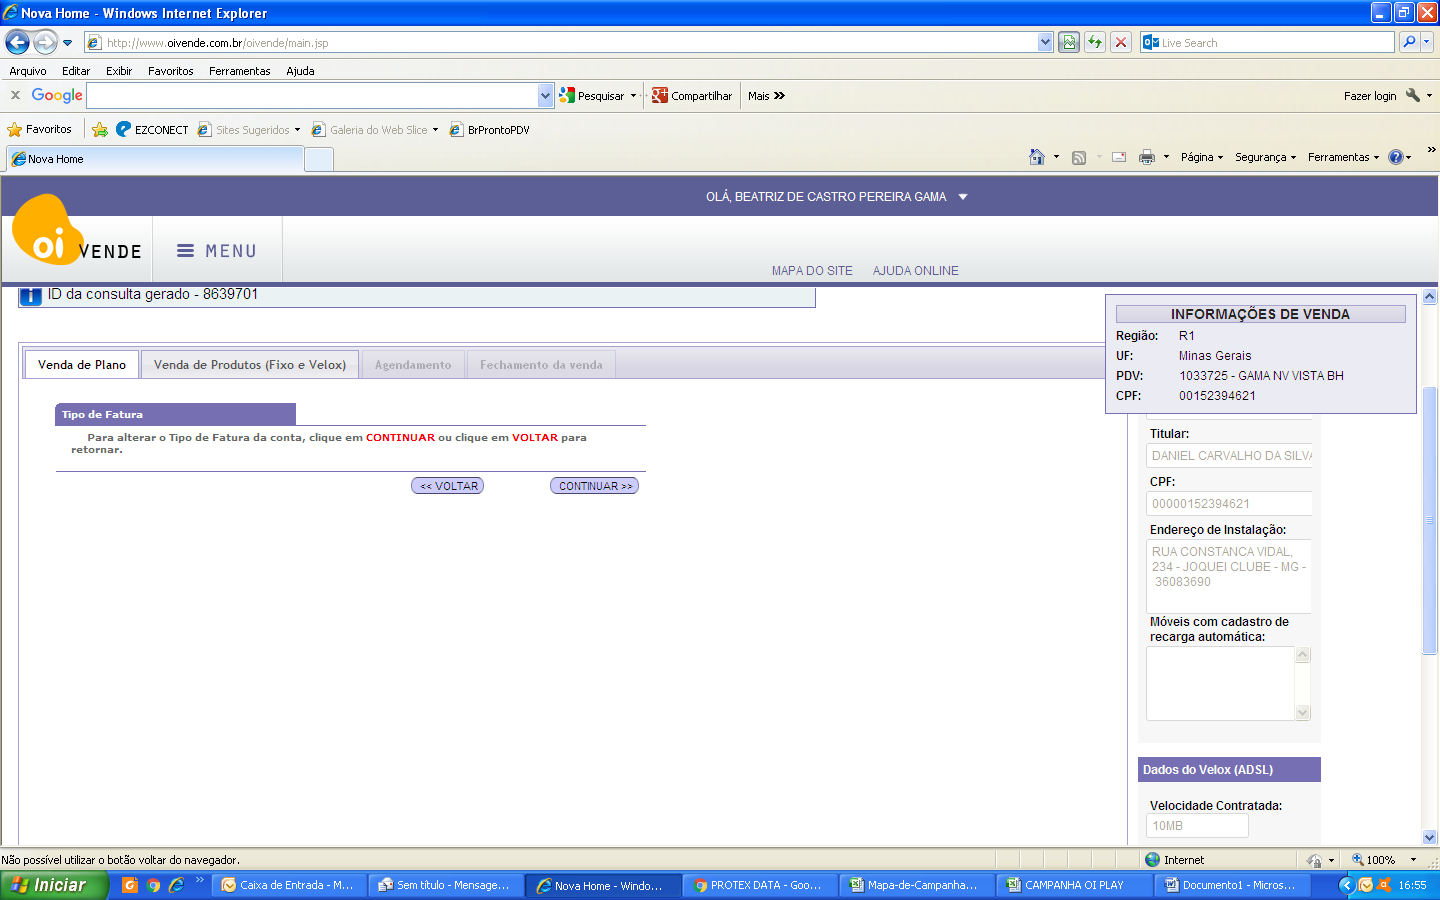 Nova Home - Windows Internet Explorer
http://www.oivende.com.br/oivende/main.jsp
Live Search
Arquivo Editar Exibir Favoritos Ferramentas Ajuda
x Google Pesquisar Compartilhar Mais >> Fazer login
Favoritos EZCONECT Sites Sugeridos Galeria do Web Slice BrProntoPDV
Nova Home Página Segurança Ferramentas
OLÁ, BEATRIZ DE CASTRO PEREIRA GAMA
oi VENDE MENU
MAPA DO SITE AJUDA ONLINE
ID da consulta gerado - 8639701
INFORMAÇÕES DE VENDA
Região: R1
UF: Minas Gerais
PDV: 1033725 - GAMA NV VISTA BH
CPF: 00152394621
Venda de Plano Venda de Produtos (Fixo e Velox) Agendamento Fechamento da venda
Tipo de Fatura
Para alterar o Tipo de Fatura da conta, clique em CONTINUAR ou clique em VOLTAR para
retornar.
<< VOLTAR CONTINUAR >>
Titular:
DANIEL CARVALHO DA SILVA
CPF:
00000152394621
Endereço de Instalação:
RUA CONSTANCA VIDAL,
234 - JOQUEI CLUBE - MG -
36083690
Móveis com cadastro de
recarga automática:
Dados do Velox (ADSL)
Velocidade Contratada:
10MB
Não possível utilizar o botão voltar do navegador.
Internet 100%
Iniciar Caixa de Entrada - M... Sem título - Mensage... Nova Home - Windo... PROTEX DATA - Goo... Mapa-de-Campanha... CAMPANHA OI PLAY Documento1 - Micros... 16:55